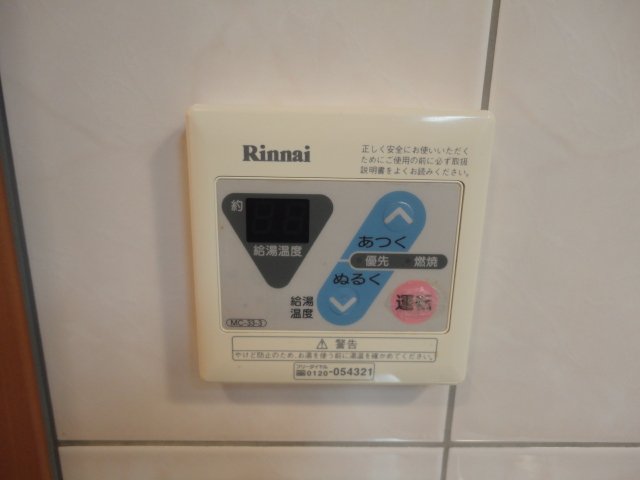 Rinnai
正しく安全にお使いいただく
ためにご使用の前に必ず取扱
説明書をよくお読みください。
約
給湯温度
あつく
優先 燃焼
ぬるく
給湯
温度
運転
MC-33-3
⚠ 警告
やけど防止のため、お湯を使う前に湯温を確かめてください。
フリーダイヤル
0120-054321